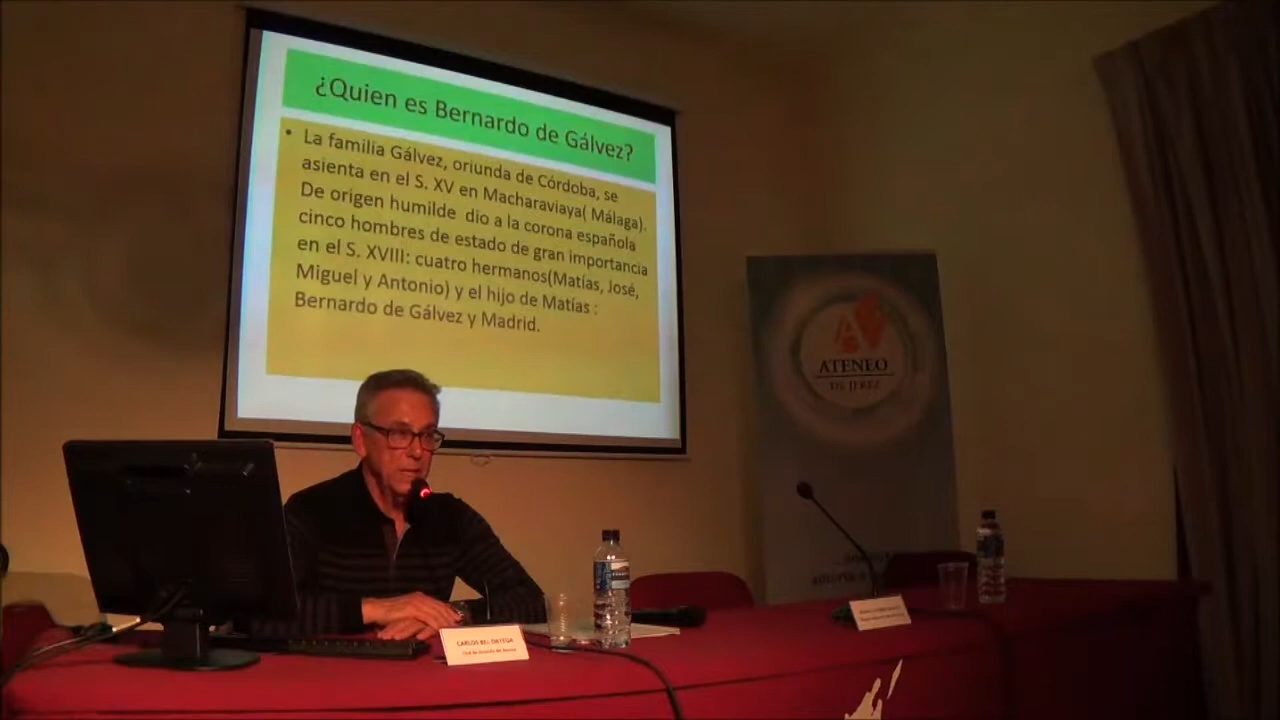 ¿Quien es Bernardo de Gálvez?
• La familia Gálvez, oriunda de Córdoba, se
asienta en el S. XV en Macharaviaya( Málaga).
De origen humilde dio a la corona española
cinco hombres de estado de gran importancia
en el S. XVIII: cuatro hermanos(Matías, José,
Miguel y Antonio) y el hijo de Matías :
Bernardo de Gálvez y Madrid.
ATENEO
DE JEREZ
CARLOS BEL ORTEGA